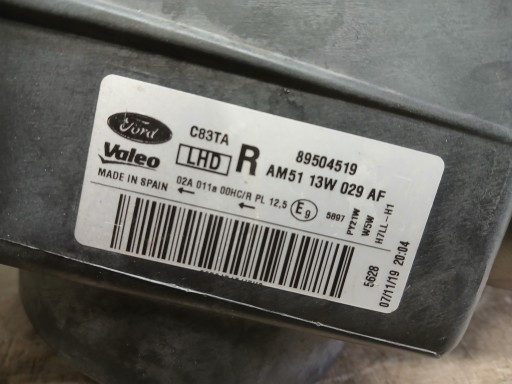 Ford C83TA 89504519
Valeo LHD R AM51 13W 029 AF
MADE IN SPAIN 02A 011a 00HC/R PL 12,5 E9 5897
PY21W
W5W
H7LL-H1
5628
07/11/19 20:04